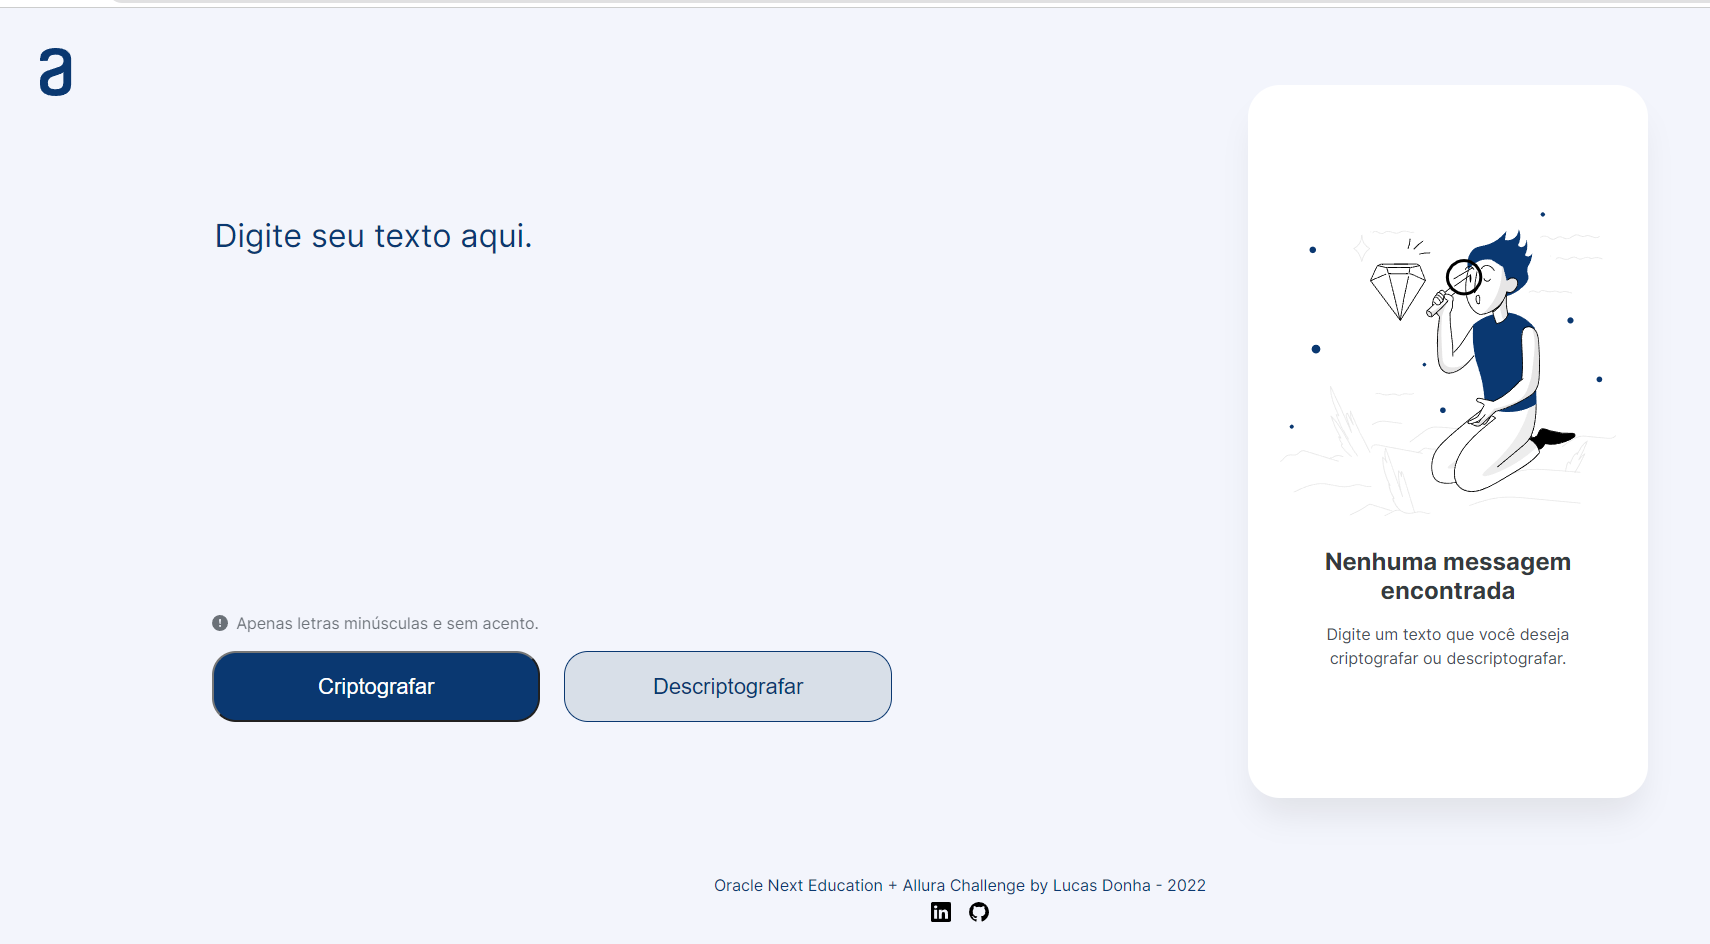 a
Digite seu texto aqui.
Apenas letras minúsculas e sem acento.
Criptografar
Descriptografar
Nenhuma messagem
encontrada
Digite um texto que você deseja
criptografar ou descriptografar.
Oracle Next Education + Allura Challenge by Lucas Donha - 2022
in